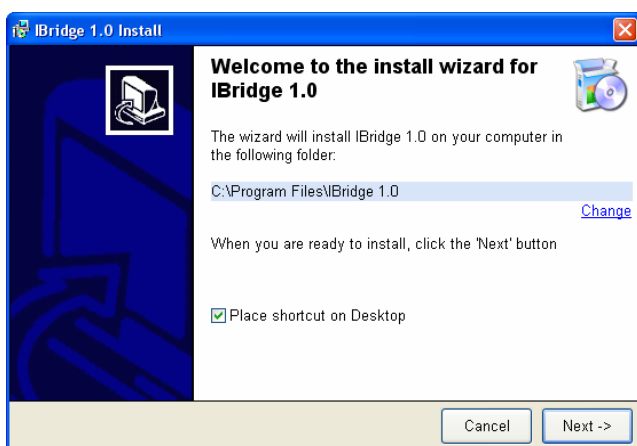 IBridge 1.0 Install
Welcome to the install wizard for
IBridge 1.0
The wizard will install IBridge 1.0 on your computer in
the following folder:
C:\Program Files\IBridge 1.0
Change
When you are ready to install, click the 'Next' button
Place shortcut on Desktop
Cancel
Next ->